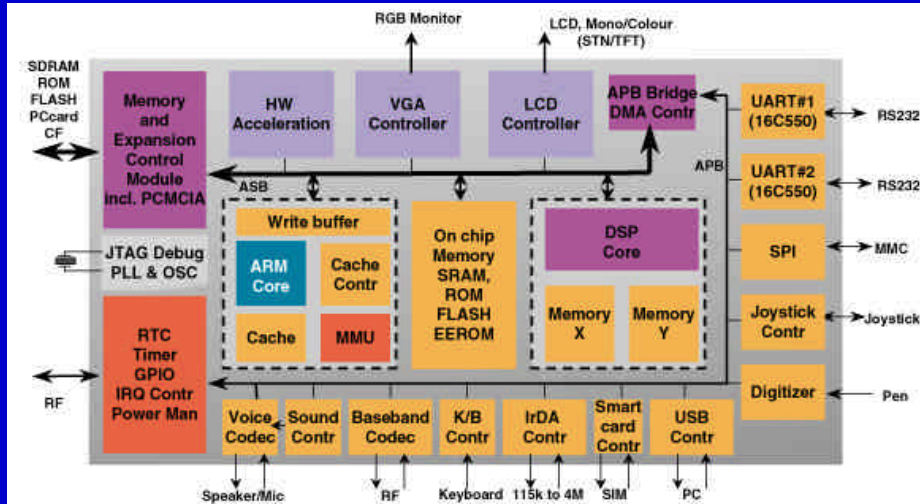 RGB Monitor
LCD, Mono/Colour
(STN/TFT)
SDRAM
ROM
FLASH
PCcard
CF
Memory
and
Expansion
Control
Module
incl. PCMCIA
HW
Acceleration
VGA
Controller
LCD
Controller
APB Bridge
DMA Contr
UART#1
(16C550)
RS232
APB
ASB
UART#2
(16C550)
RS232
Write buffer
ARM
Core
Cache
Contr
Cache
MMU
On chip
Memory
SRAM,
ROM
FLASH
EEROM
DSP
Core
Memory
X
Memory
Y
SPI
MMC
JTAG Debug
PLL & OSC
Joystick
Contr
Joystick
RTC
Timer
GPIO
IRQ Contr
Power Man
RF
Digitizer
Pen
Voice
Codec
Sound
Contr
Baseband
Codec
K/B
Contr
IrDA
Contr
Smart
card
Contr
USB
Contr
Speaker/Mic
RF
Keyboard
115k to 4M
SIM
PC